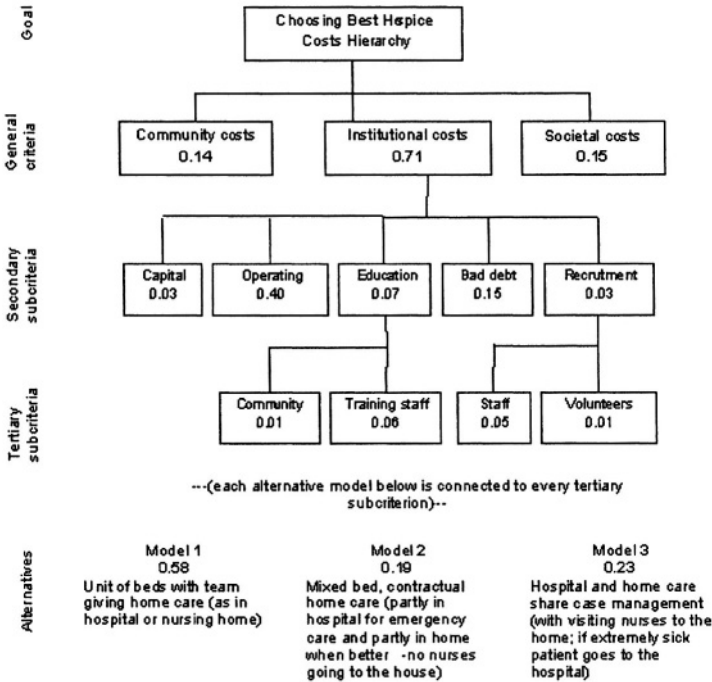 Goal
Choosing Best Hospice
Costs Hierarchy
General
criteria
Community costs
0.14
Institutional costs
0.71
Societal costs
0.15
Secondary
subcriteria
Capital
0.03
Operating
0.40
Education
0.07
Bad debt
0.15
Recrutment
0.03
Tertiary
subcriteria
Community
0.01
Training staff
0.06
Staff
0.05
Volunteers
0.01
---(each alternative model below is connected to every tertiary
subcriterion)--
Alternatives
Model 1
0.58
Unit of beds with team
giving home care (as in
hospital or nursing home)
Model 2
0.19
Mixed bed, contractual
home care (partly in
hospital for emergency
care and partly in home
when better -no nurses
going to the house)
Model 3
0.23
Hospital and home care
share case management
(with visiting nurses to the
home; if extremely sick
patient goes to the
hospital)